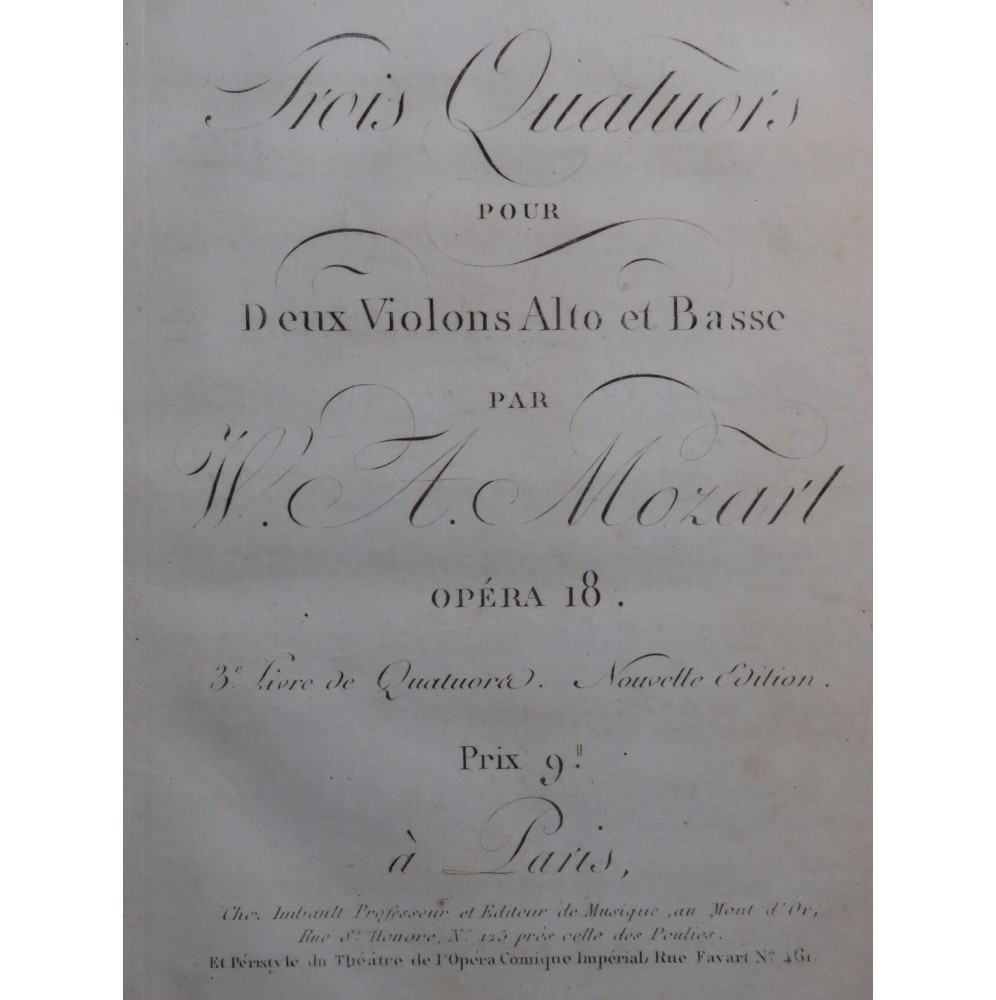 Trois Quatuors
POUR
Deux Violons Alto et Basse
PAR
W. A. Mozart
OPÉRA 18.
3.e Livre de Quatuors. Nouvelle Edition.
Prix 9.tt
à Paris,
Chez Imbault Professeur et Editeur de Musique, au Mont d'Or,
Rue St. Honoré, No. 125 près celle des Poulies.
Et Péristyle du Théâtre de l'Opéra Comique Impérial, Rue Favart No. 461.